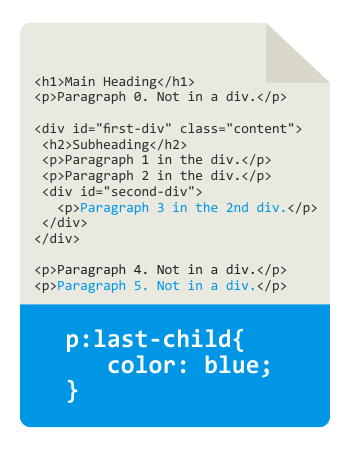 <h1>Main Heading</h1>
<p>Paragraph 0. Not in a div.</p>
<div id="first-div" class="content">
<h2>Subheading</h2>
<p>Paragraph 1 in the div.</p>
<p>Paragraph 2 in the div.</p>
<div id="second-div">
<p>Paragraph 3 in the 2nd div.</p>
</div>
</div>
<p>Paragraph 4. Not in a div.</p>
<p>Paragraph 5. Not in a div.</p>
p:last-child{
color: blue;
}